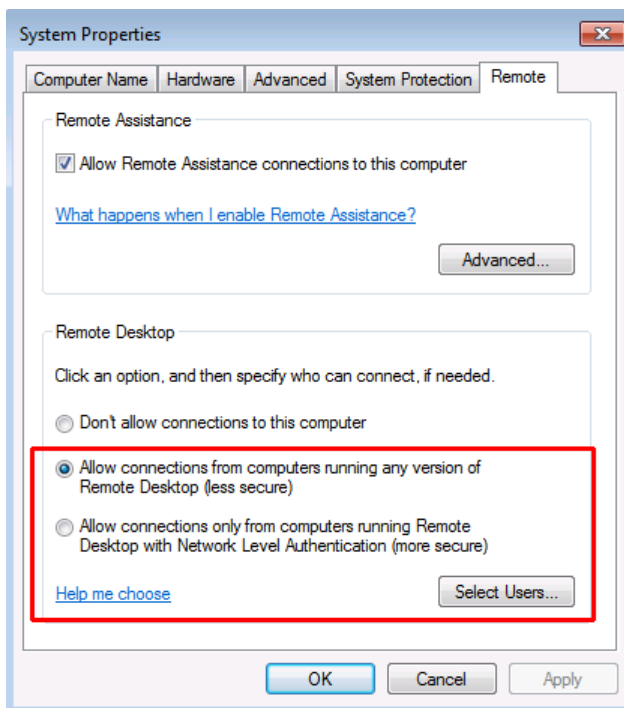 System Properties
Computer Name Hardware Advanced System Protection Remote
Remote Assistance
Allow Remote Assistance connections to this computer
What happens when I enable Remote Assistance?
Advanced...
Remote Desktop
Click an option, and then specify who can connect, if needed.
Don't allow connections to this computer
Allow connections from computers running any version of
Remote Desktop (less secure)
Allow connections only from computers running Remote
Desktop with Network Level Authentication (more secure)
Help me choose Select Users...
OK Cancel Apply